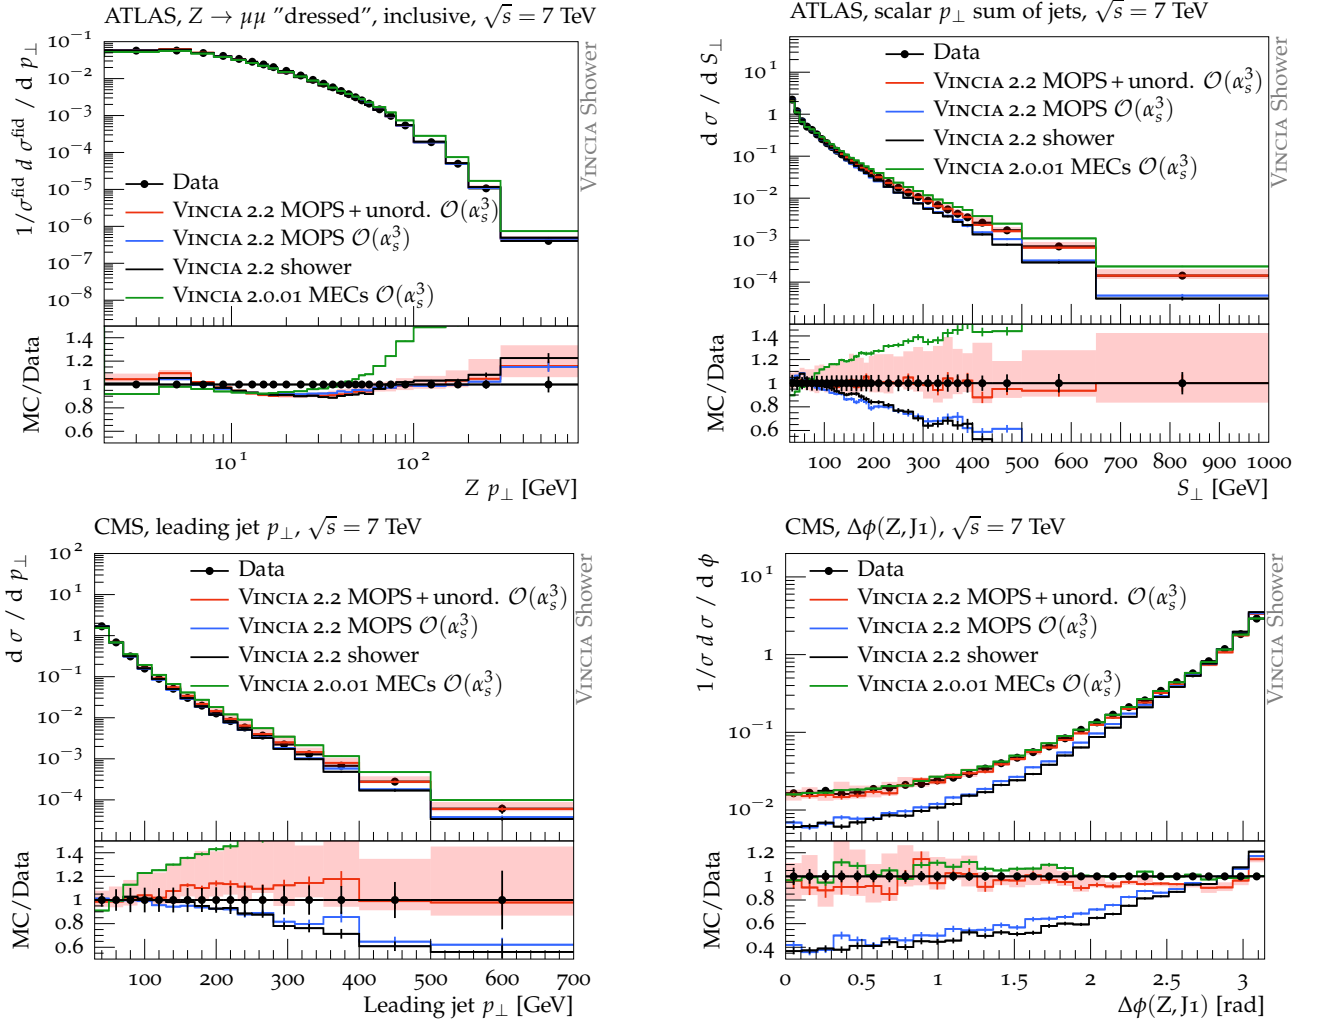 ATLAS, Z → μμ "dressed", inclusive, √s = 7 TeV
1/σ^fid d σ^fid / d p⊥
10^−1
10^−2
10^−3
10^−4
10^−5
10^−6
10^−7
10^−8
Data
VINCIA 2.2 MOPS + unord. O(α_s^3)
VINCIA 2.2 MOPS O(α_s^3)
VINCIA 2.2 shower
VINCIA 2.0.01 MECs O(α_s^3)
VINCIA Shower
MC/Data
1.4
1.2
1
0.8
0.6
10^1
10^2
Z p⊥ [GeV]
ATLAS, scalar p⊥ sum of jets, √s = 7 TeV
d σ / d S⊥
10^1
1
10^−1
10^−2
10^−3
10^−4
Data
VINCIA 2.2 MOPS + unord. O(α_s^3)
VINCIA 2.2 MOPS O(α_s^3)
VINCIA 2.2 shower
VINCIA 2.0.01 MECs O(α_s^3)
VINCIA Shower
MC/Data
1.4
1.2
1
0.8
0.6
100 200 300 400 500 600 700 800 900 1000
S⊥ [GeV]
CMS, leading jet p⊥, √s = 7 TeV
d σ / d p⊥
10^2
10^1
1
10^−1
10^−2
10^−3
10^−4
Data
VINCIA 2.2 MOPS + unord. O(α_s^3)
VINCIA 2.2 MOPS O(α_s^3)
VINCIA 2.2 shower
VINCIA 2.0.01 MECs O(α_s^3)
VINCIA Shower
MC/Data
1.4
1.2
1
0.8
0.6
100 200 300 400 500 600 700
Leading jet p⊥ [GeV]
CMS, Δϕ(Z, J1), √s = 7 TeV
1/σ d σ / d ϕ
10^1
1
10^−1
10^−2
Data
VINCIA 2.2 MOPS + unord. O(α_s^3)
VINCIA 2.2 MOPS O(α_s^3)
VINCIA 2.2 shower
VINCIA 2.0.01 MECs O(α_s^3)
VINCIA Shower
MC/Data
1.2
1
0.8
0.6
0.4
0 0.5 1 1.5 2 2.5 3
Δϕ(Z, J1) [rad]